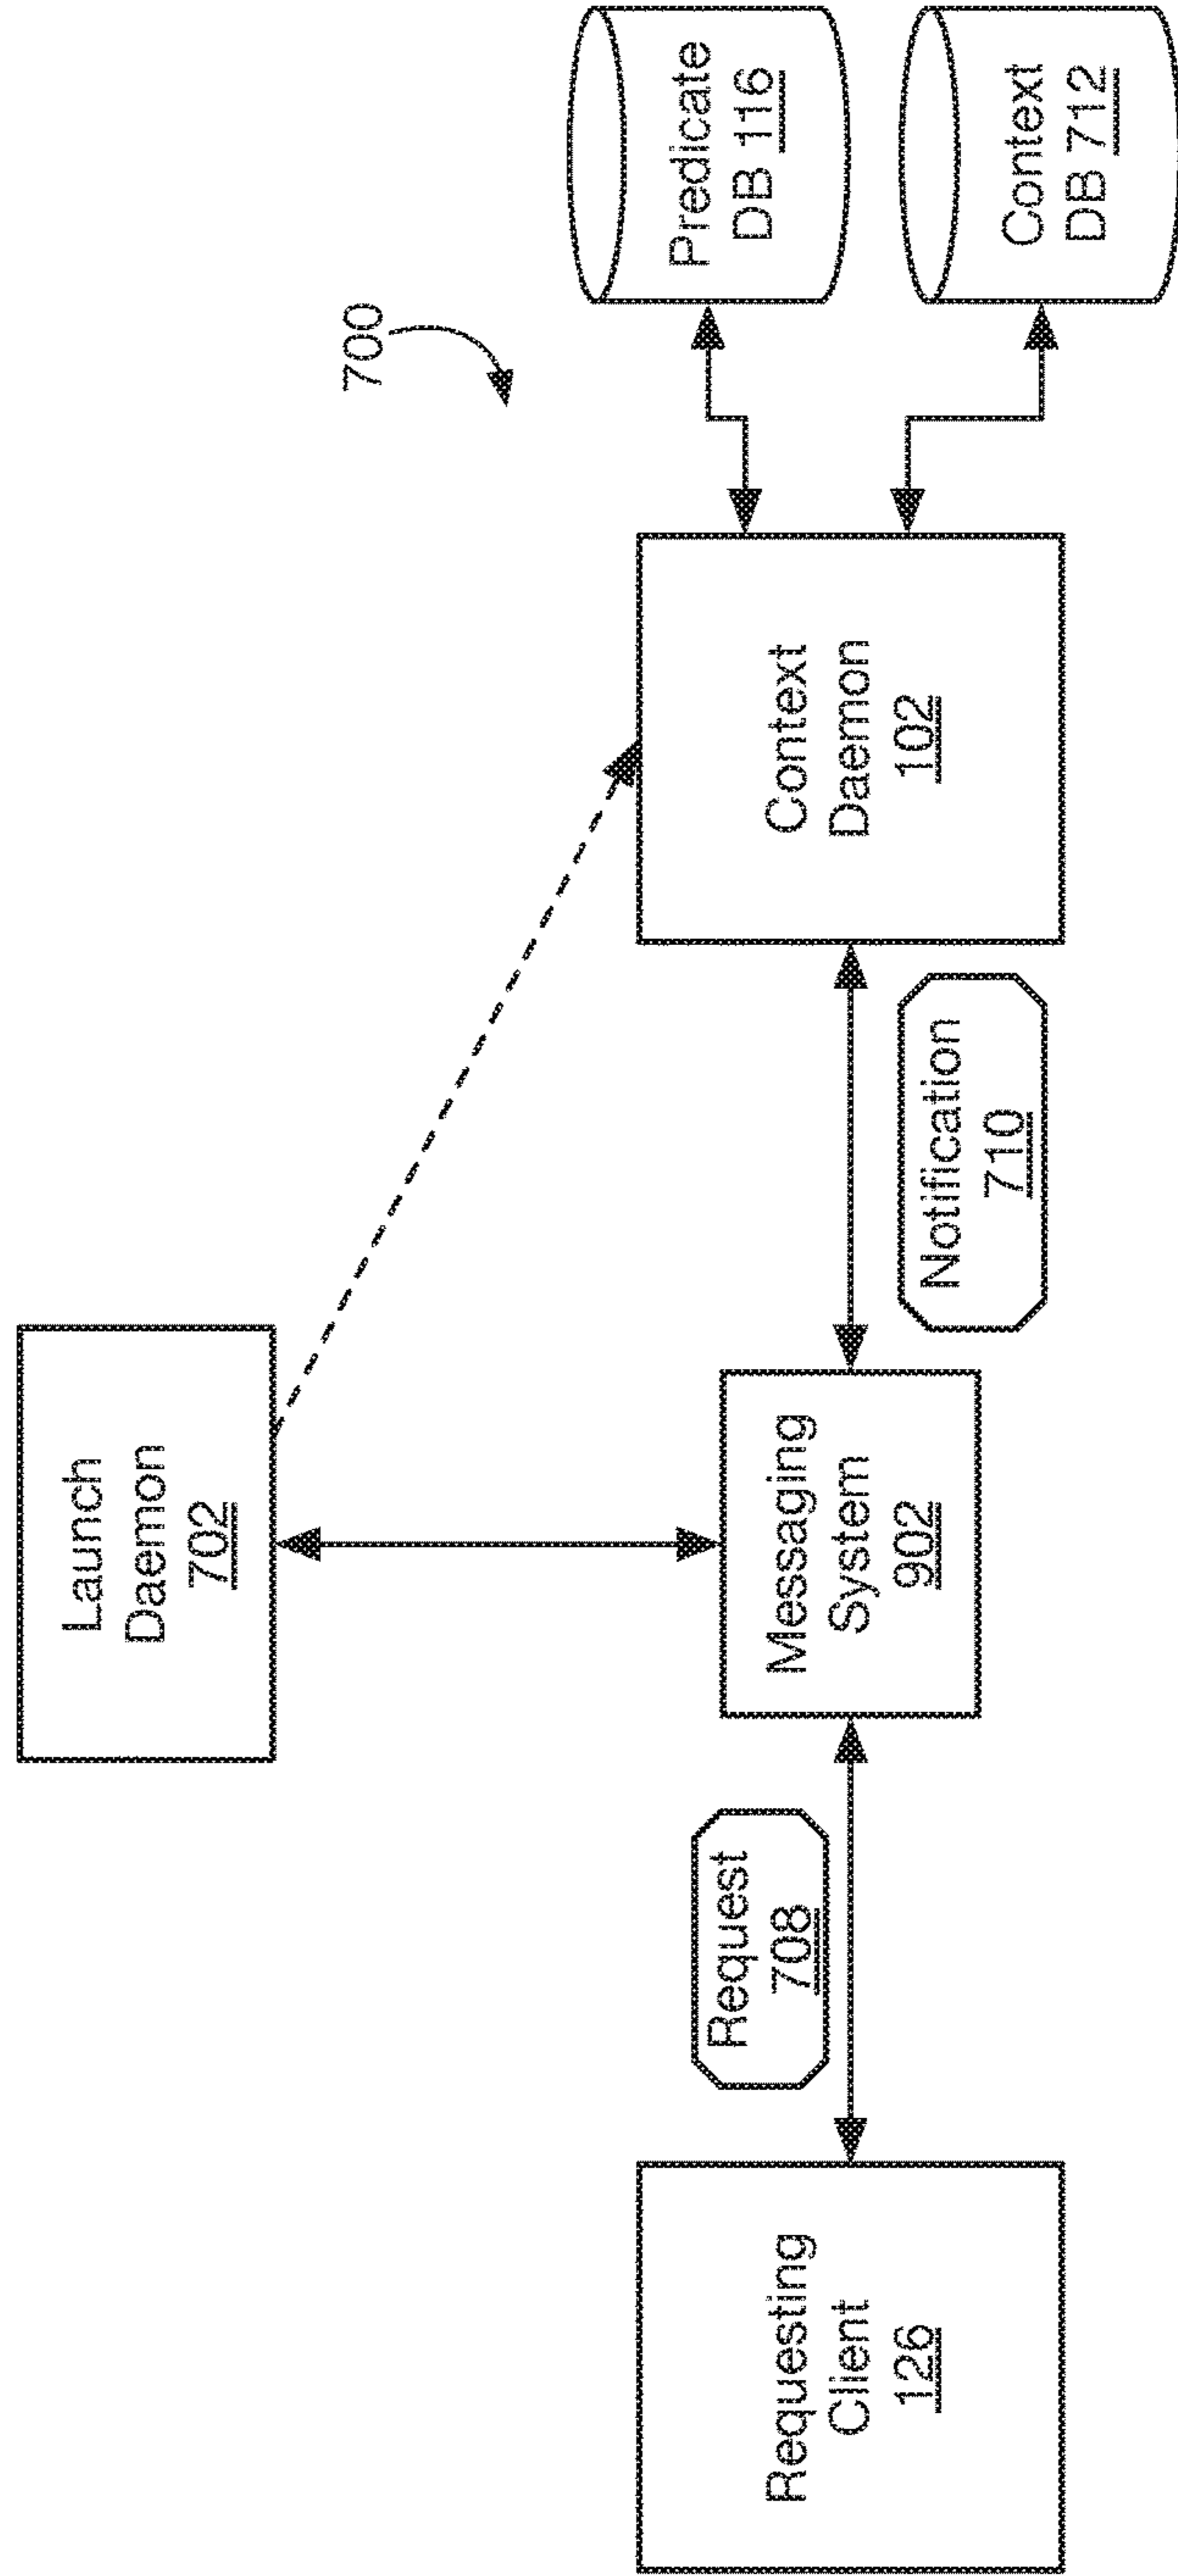 700
Launch
Daemon
702
Requesting
Client
126
Request
708
Messaging
System
902
Notification
710
Context
Daemon
102
Predicate
DB 116
Context
DB 712